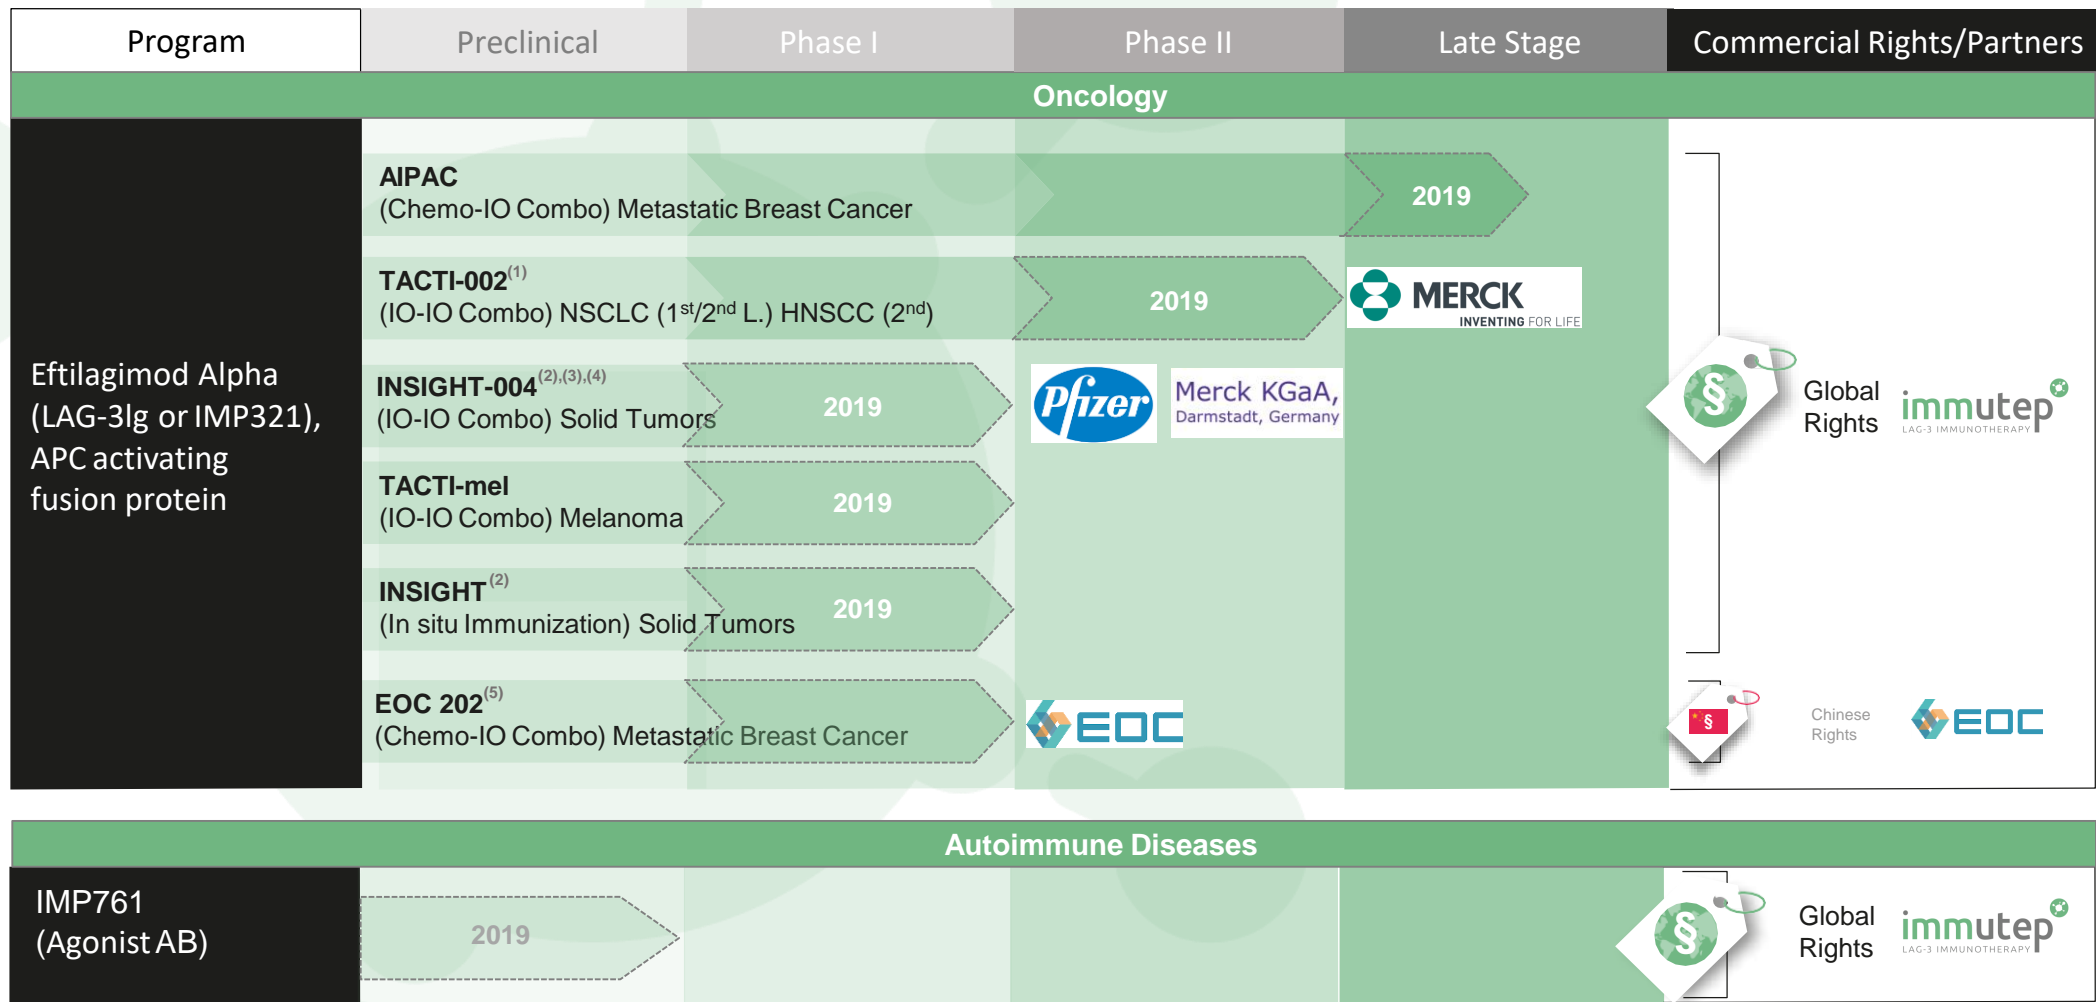 Program
Preclinical
Phase I
Phase II
Late Stage
Commercial Rights/Partners
Oncology
Eftilagimod Alpha
(LAG-3lg or IMP321),
APC activating
fusion protein
AIPAC
(Chemo-IO Combo) Metastatic Breast Cancer
2019
TACTI-002(1)
(IO-IO Combo) NSCLC (1st/2nd L.) HNSCC (2nd)
2019
MERCK
INVENTING FOR LIFE
INSIGHT-004(2),(3),(4)
(IO-IO Combo) Solid Tumors
2019
Pfizer
Merck KGaA,
Darmstadt, Germany
TACTI-mel
(IO-IO Combo) Melanoma
2019
INSIGHT(2)
(In situ Immunization) Solid Tumors
2019
EOC 202(5)
(Chemo-IO Combo) Metastatic Breast Cancer
EOC
§
Global
Rights
immutep
LAG-3 IMMUNOTHERAPY
§
Chinese
Rights
EOC
Autoimmune Diseases
IMP761
(Agonist AB)
2019
§
Global
Rights
immutep
LAG-3 IMMUNOTHERAPY